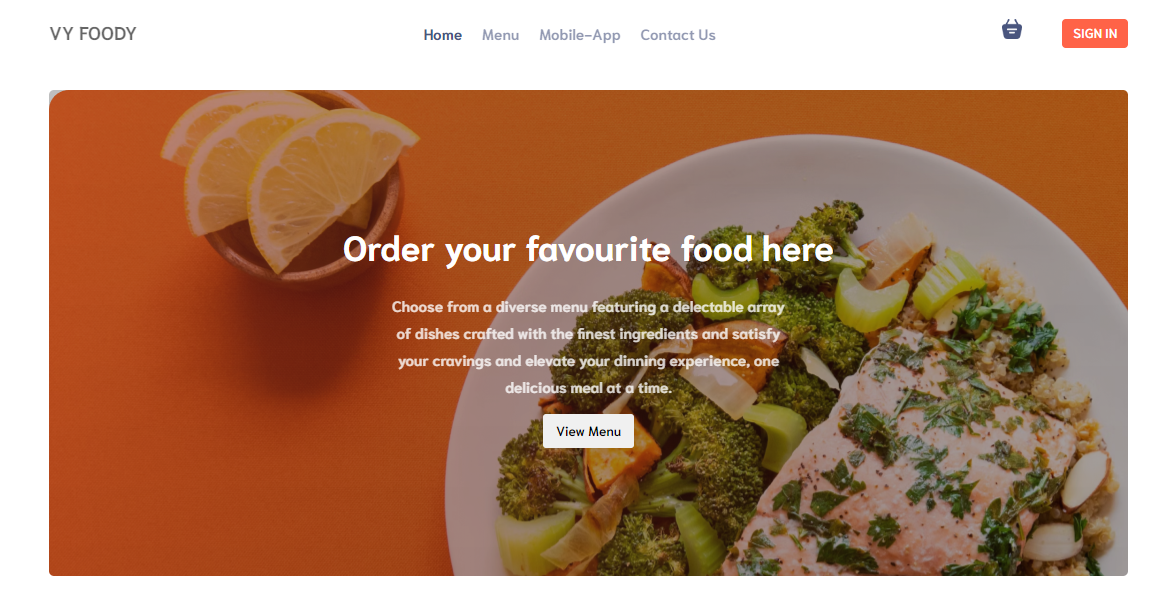 VY FOODY
Home Menu Mobile-App Contact Us
SIGN IN
Order your favourite food here
Choose from a diverse menu featuring a delectable array
of dishes crafted with the finest ingredients and satisfy
your cravings and elevate your dinning experience, one
delicious meal at a time.
View Menu